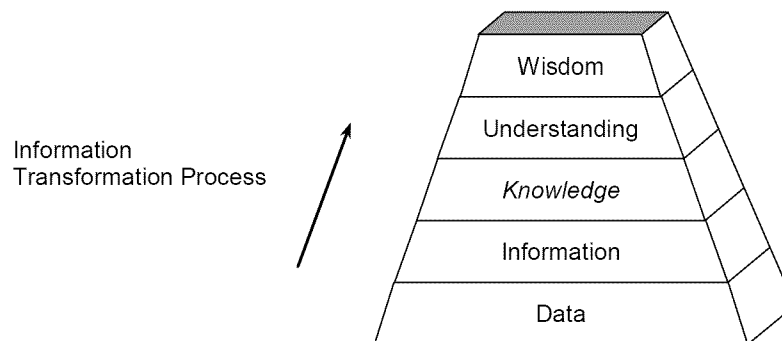 Wisdom
Understanding
Information
Transformation Process
Knowledge
Information
Data